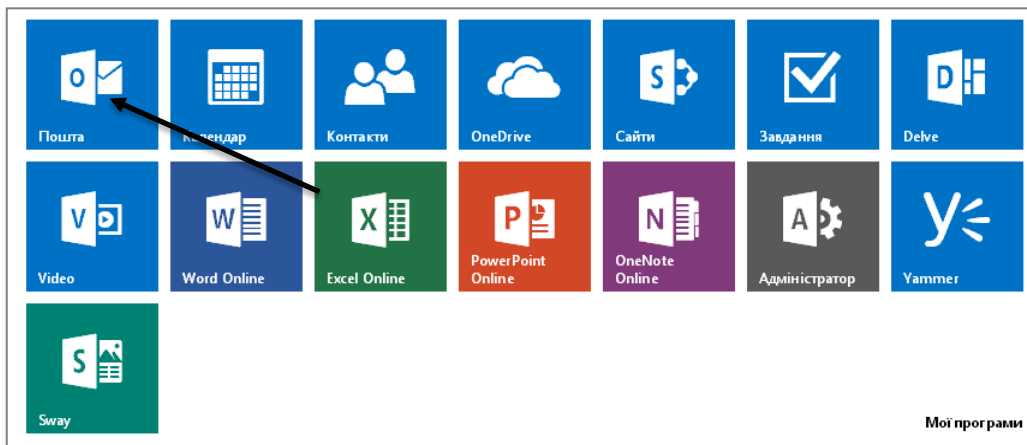 Пошта
Календар
Контакти
OneDrive
Сайти
Завдання
Delve
Video
Word Online
Excel Online
PowerPoint
Online
OneNote
Online
Адміністратор
Yammer
Sway
Мої програми